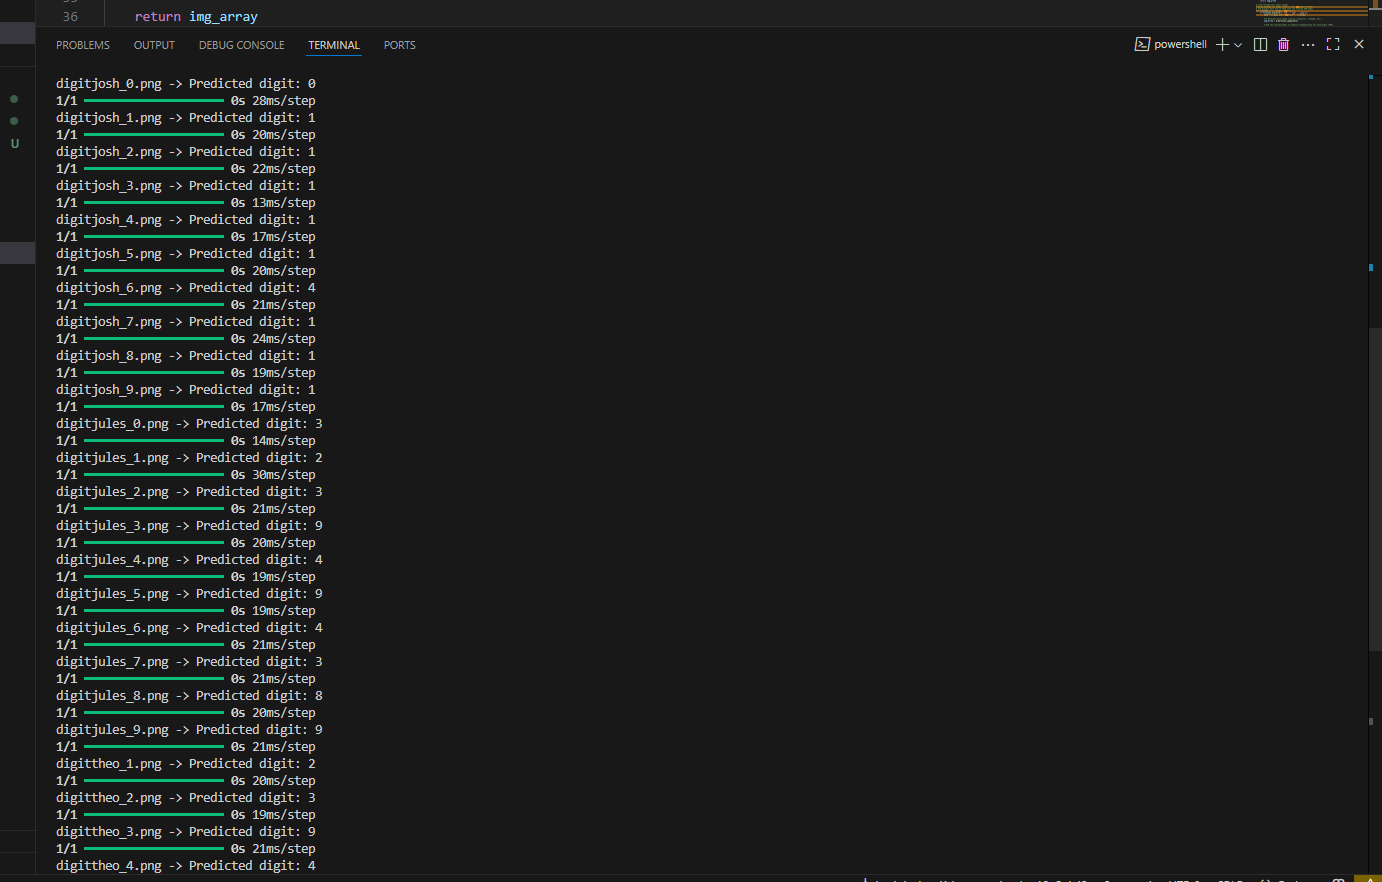 36 return img_array
PROBLEMS OUTPUT DEBUG CONSOLE TERMINAL PORTS powershell
digitjosh_0.png -> Predicted digit: 0
1/1 0s 28ms/step
digitjosh_1.png -> Predicted digit: 1
1/1 0s 20ms/step
digitjosh_2.png -> Predicted digit: 1
1/1 0s 22ms/step
digitjosh_3.png -> Predicted digit: 1
1/1 0s 13ms/step
digitjosh_4.png -> Predicted digit: 1
1/1 0s 17ms/step
digitjosh_5.png -> Predicted digit: 1
1/1 0s 20ms/step
digitjosh_6.png -> Predicted digit: 4
1/1 0s 21ms/step
digitjosh_7.png -> Predicted digit: 1
1/1 0s 24ms/step
digitjosh_8.png -> Predicted digit: 1
1/1 0s 19ms/step
digitjosh_9.png -> Predicted digit: 1
1/1 0s 17ms/step
digitjules_0.png -> Predicted digit: 3
1/1 0s 14ms/step
digitjules_1.png -> Predicted digit: 2
1/1 0s 30ms/step
digitjules_2.png -> Predicted digit: 3
1/1 0s 21ms/step
digitjules_3.png -> Predicted digit: 9
1/1 0s 20ms/step
digitjules_4.png -> Predicted digit: 4
1/1 0s 19ms/step
digitjules_5.png -> Predicted digit: 9
1/1 0s 19ms/step
digitjules_6.png -> Predicted digit: 4
1/1 0s 21ms/step
digitjules_7.png -> Predicted digit: 3
1/1 0s 21ms/step
digitjules_8.png -> Predicted digit: 8
1/1 0s 20ms/step
digitjules_9.png -> Predicted digit: 9
1/1 0s 21ms/step
digittheo_1.png -> Predicted digit: 2
1/1 0s 20ms/step
digittheo_2.png -> Predicted digit: 3
1/1 0s 19ms/step
digittheo_3.png -> Predicted digit: 9
1/1 0s 21ms/step
digittheo_4.png -> Predicted digit: 4
U